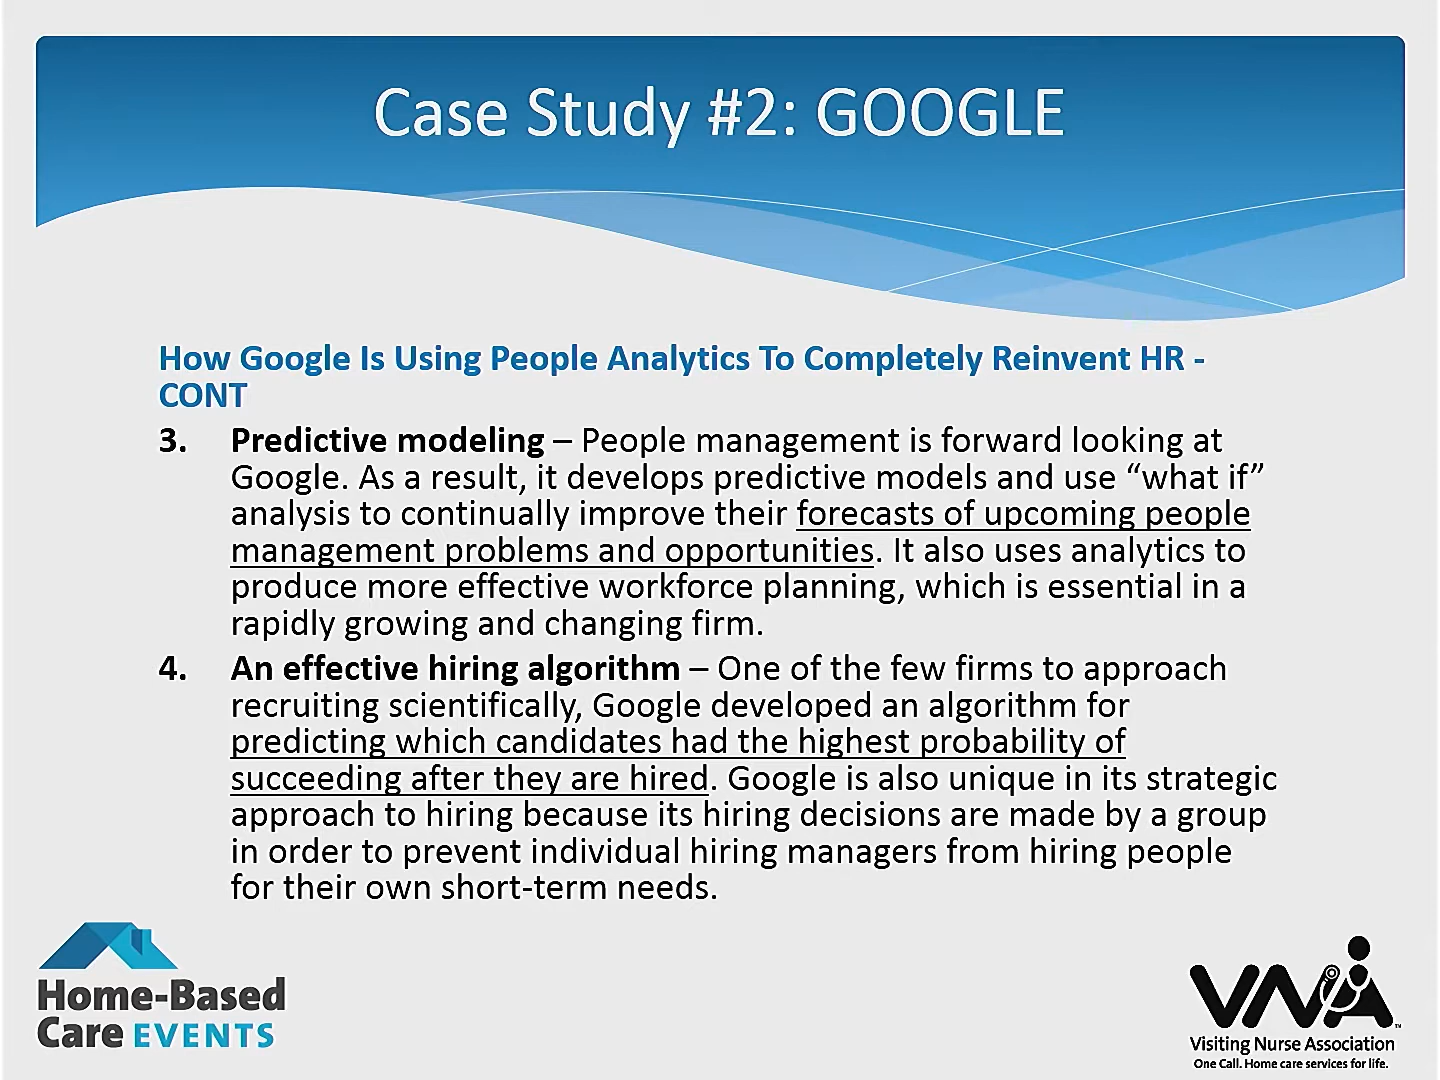 Case Study #2: GOOGLE
How Google Is Using People Analytics To Completely Reinvent HR -
CONT
3. Predictive modeling – People management is forward looking at
Google. As a result, it develops predictive models and use “what if”
analysis to continually improve their forecasts of upcoming people
management problems and opportunities. It also uses analytics to
produce more effective workforce planning, which is essential in a
rapidly growing and changing firm.
4. An effective hiring algorithm – One of the few firms to approach
recruiting scientifically, Google developed an algorithm for
predicting which candidates had the highest probability of
succeeding after they are hired. Google is also unique in its strategic
approach to hiring because its hiring decisions are made by a group
in order to prevent individual hiring managers from hiring people
for their own short-term needs.
Home-Based
Care EVENTS
VNA™
Visiting Nurse Association
One Call. Home care services for life.